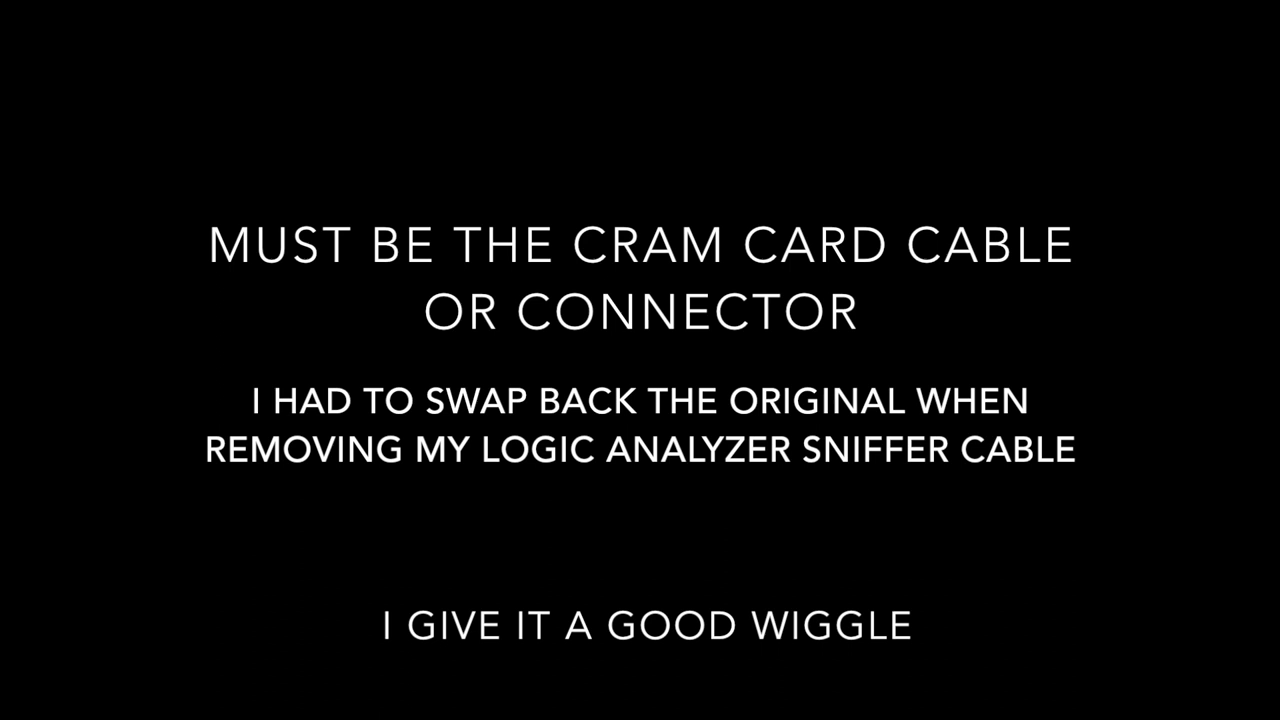 MUST BE THE CRAM CARD CABLE
OR CONNECTOR
I HAD TO SWAP BACK THE ORIGINAL WHEN
REMOVING MY LOGIC ANALYZER SNIFFER CABLE
I GIVE IT A GOOD WIGGLE